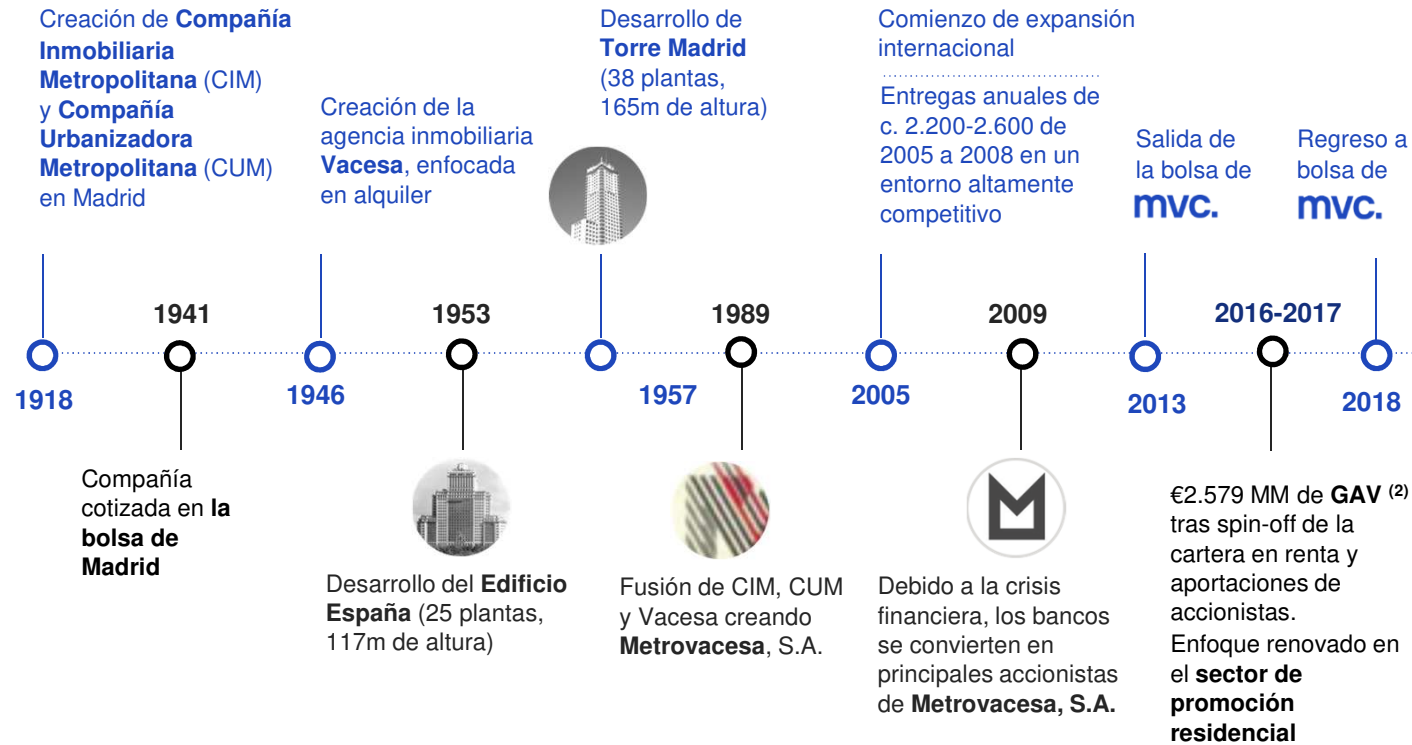 Creación de Compañía
Inmobiliaria
Metropolitana (CIM)
y Compañía
Urbanizadora
Metropolitana (CUM)
en Madrid
Creación de la
agencia inmobiliaria
Vacesa, enfocada
en alquiler
Desarrollo de
Torre Madrid
(38 plantas,
165m de altura)
Comienzo de expansión
internacional
Entregas anuales de
c. 2.200-2.600 de
2005 a 2008 en un
entorno altamente
competitivo
Salida de
la bolsa de
mvc.
Regreso a
bolsa de
mvc.
1941
1953
1989
2009
2016-2017
1918
1946
1957
2005
2013
2018
Compañía
cotizada en la
bolsa de
Madrid
Desarrollo del Edificio
España (25 plantas,
117m de altura)
Fusión de CIM, CUM
y Vacesa creando
Metrovacesa, S.A.
M
Debido a la crisis
financiera, los bancos
se convierten en
principales accionistas
de Metrovacesa, S.A.
€2.579 MM de GAV (2)
tras spin-off de la
cartera en renta y
aportaciones de
accionistas.
Enfoque renovado en
el sector de
promoción
residencial